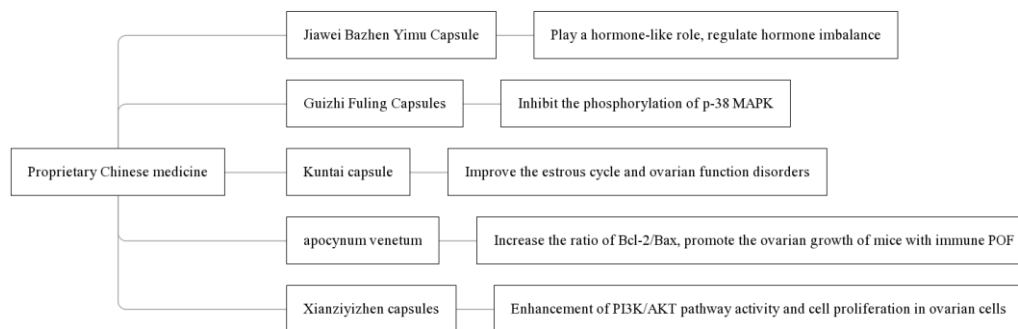 Jiawei Bazhen Yimu Capsule
Play a hormone-like role, regulate hormone imbalance
Guizhi Fuling Capsules
Inhibit the phosphorylation of p-38 MAPK
Proprietary Chinese medicine
Kuntai capsule
Improve the estrous cycle and ovarian function disorders
apocynum venetum
Increase the ratio of Bcl-2/Bax, promote the ovarian growth of mice with immune POF
Xianziyizhen capsules
Enhancement of PI3K/AKT pathway activity and cell proliferation in ovarian cells